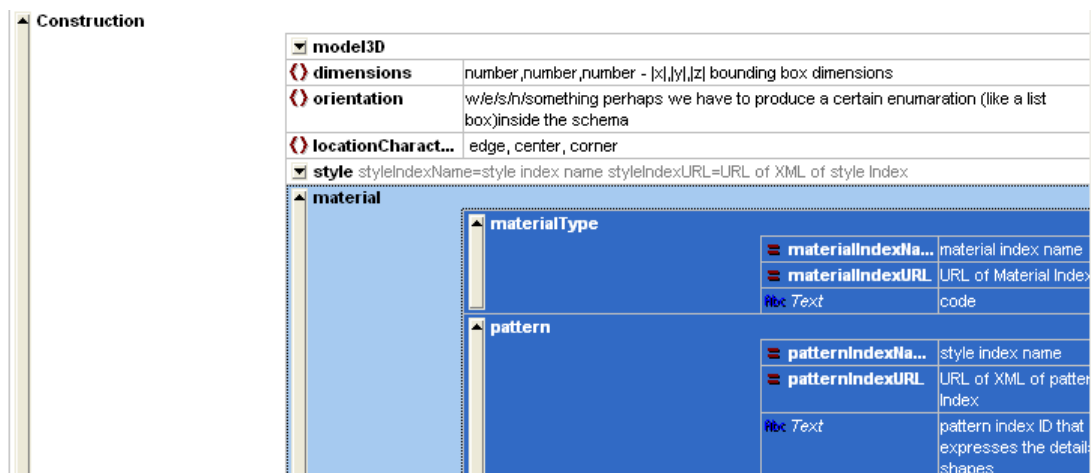 Construction
model3D
dimensions number,number,number - |x|,|y|,|z| bounding box dimensions
orientation w/e/s/n/something perhaps we have to produce a certain enumaration (like a list
box)inside the schema
locationCharact... edge, center, corner
style styleIndexName=style index name styleIndexURL=URL of XML of style Index
material
materialType
materialIndexNa... material index name
materialIndexURL URL of Material Index
Abc Text code
pattern
patternIndexNa... style index name
patternIndexURL URL of XML of patter
Index
Abc Text pattern index ID that
expresses the detail
shapes